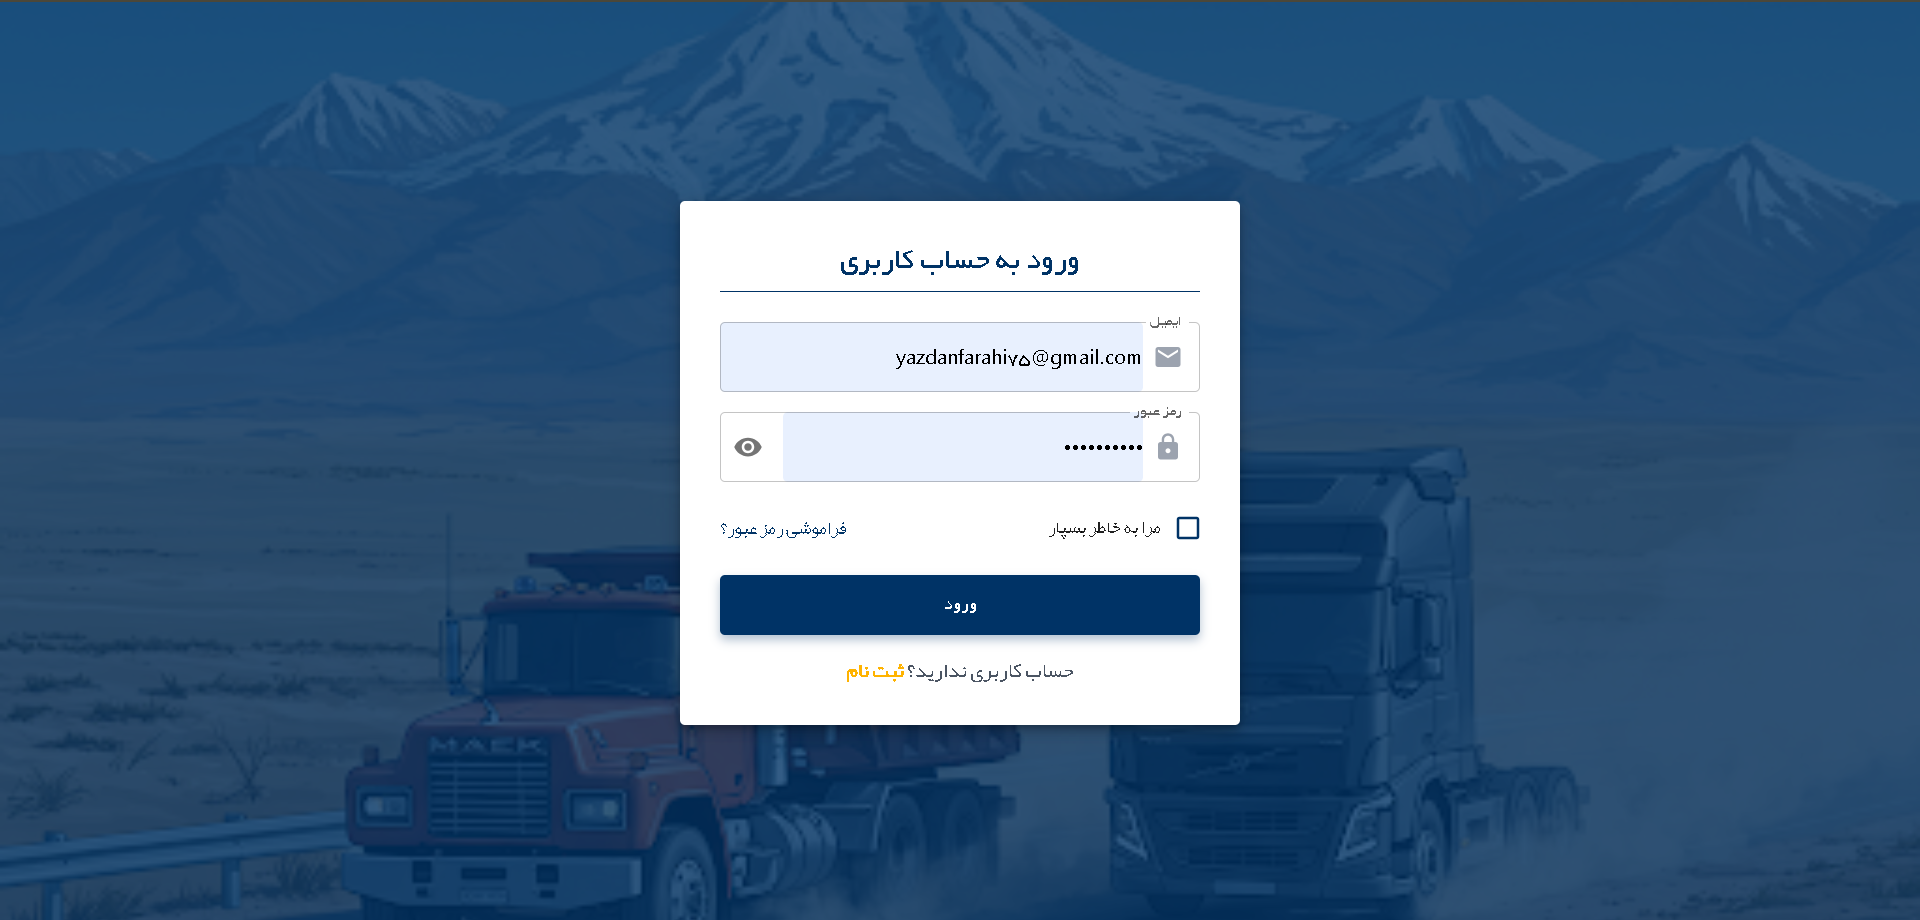 ورود به حساب کاربری
ایمیل
yazdanfarahi۷۵@gmail.com
رمز عبور
••••••••••
مرا به خاطر بسپار
فراموشی رمز عبور؟
ورود
حساب کاربری ندارید؟ ثبت نام
MAEK